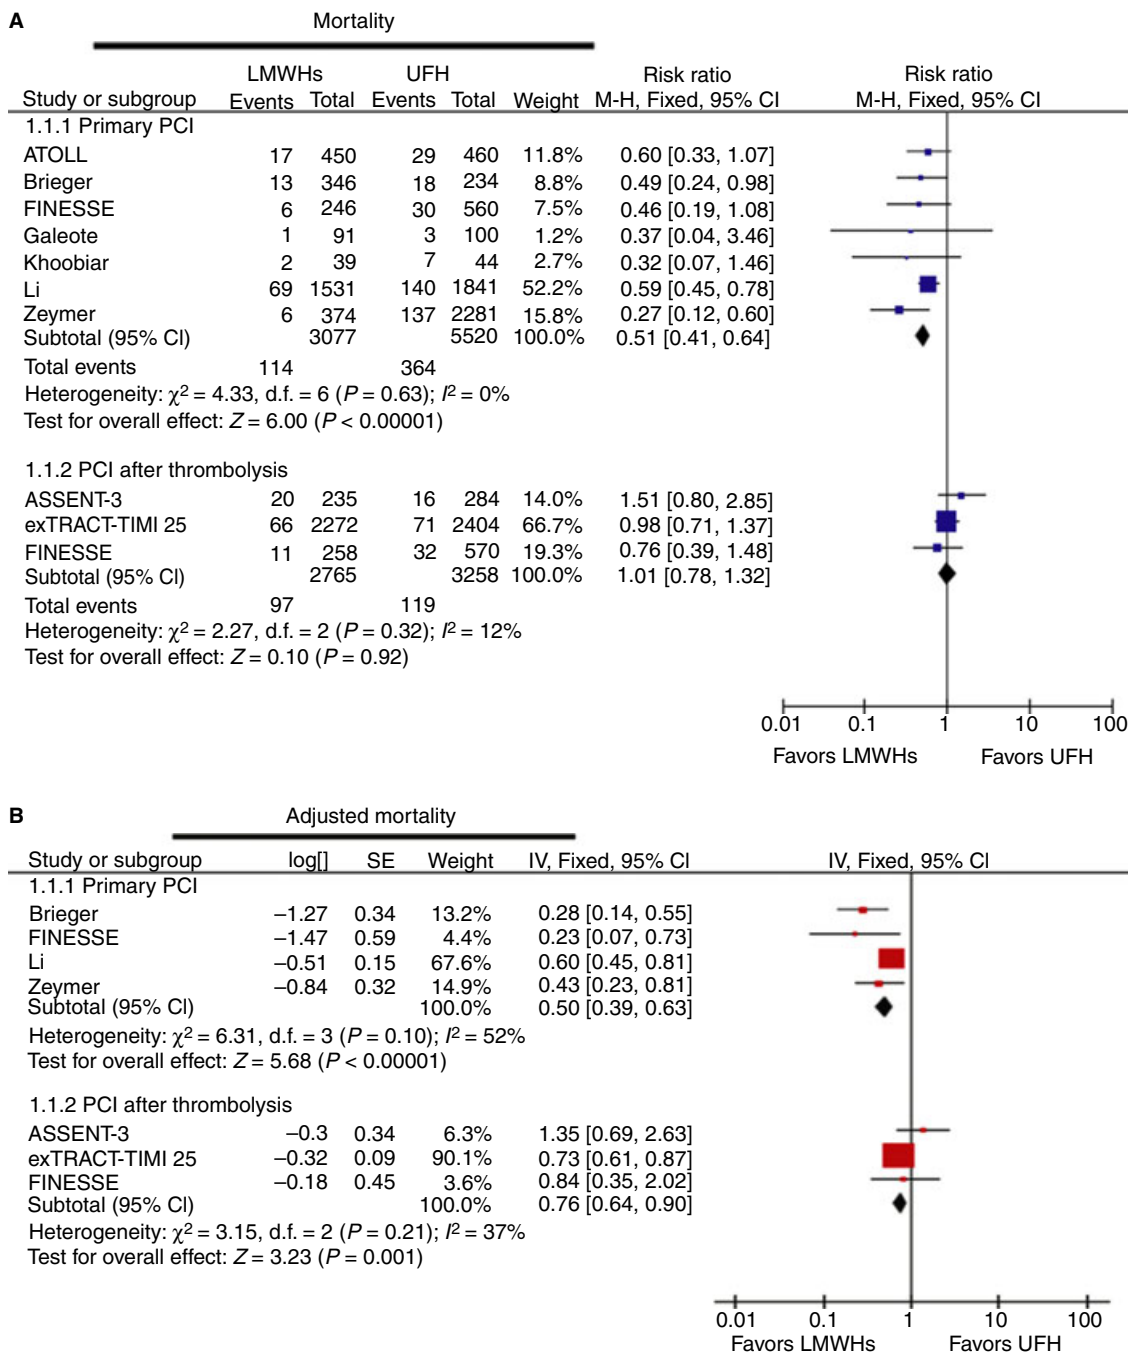 A
Mortality
LMWHs UFH Risk ratio Risk ratio
Study or subgroup Events Total Events Total Weight M-H, Fixed, 95% CI M-H, Fixed, 95% CI
1.1.1 Primary PCI
ATOLL 17 450 29 460 11.8% 0.60 [0.33, 1.07]
Brieger 13 346 18 234 8.8% 0.49 [0.24, 0.98]
FINESSE 6 246 30 560 7.5% 0.46 [0.19, 1.08]
Galeote 1 91 3 100 1.2% 0.37 [0.04, 3.46]
Khoobiar 2 39 7 44 2.7% 0.32 [0.07, 1.46]
Li 69 1531 140 1841 52.2% 0.59 [0.45, 0.78]
Zeymer 6 374 137 2281 15.8% 0.27 [0.12, 0.60]
Subtotal (95% CI) 3077 5520 100.0% 0.51 [0.41, 0.64]
Total events 114 364
Heterogeneity: χ² = 4.33, d.f. = 6 (P = 0.63); I² = 0%
Test for overall effect: Z = 6.00 (P < 0.00001)
1.1.2 PCI after thrombolysis
ASSENT-3 20 235 16 284 14.0% 1.51 [0.80, 2.85]
exTRACT-TIMI 25 66 2272 71 2404 66.7% 0.98 [0.71, 1.37]
FINESSE 11 258 32 570 19.3% 0.76 [0.39, 1.48]
Subtotal (95% CI) 2765 3258 100.0% 1.01 [0.78, 1.32]
Total events 97 119
Heterogeneity: χ² = 2.27, d.f. = 2 (P = 0.32); I² = 12%
Test for overall effect: Z = 0.10 (P = 0.92)
0.01 0.1 1 10 100
Favors LMWHs Favors UFH
B
Adjusted mortality
Study or subgroup log[] SE Weight IV, Fixed, 95% CI IV, Fixed, 95% CI
1.1.1 Primary PCI
Brieger −1.27 0.34 13.2% 0.28 [0.14, 0.55]
FINESSE −1.47 0.59 4.4% 0.23 [0.07, 0.73]
Li −0.51 0.15 67.6% 0.60 [0.45, 0.81]
Zeymer −0.84 0.32 14.9% 0.43 [0.23, 0.81]
Subtotal (95% CI) 100.0% 0.50 [0.39, 0.63]
Heterogeneity: χ² = 6.31, d.f. = 3 (P = 0.10); I² = 52%
Test for overall effect: Z = 5.68 (P < 0.00001)
1.1.2 PCI after thrombolysis
ASSENT-3 −0.3 0.34 6.3% 1.35 [0.69, 2.63]
exTRACT-TIMI 25 −0.32 0.09 90.1% 0.73 [0.61, 0.87]
FINESSE −0.18 0.45 3.6% 0.84 [0.35, 2.02]
Subtotal (95% CI) 100.0% 0.76 [0.64, 0.90]
Heterogeneity: χ² = 3.15, d.f. = 2 (P = 0.21); I² = 37%
Test for overall effect: Z = 3.23 (P = 0.001)
0.01 0.1 1 10 100
Favors LMWHs Favors UFH